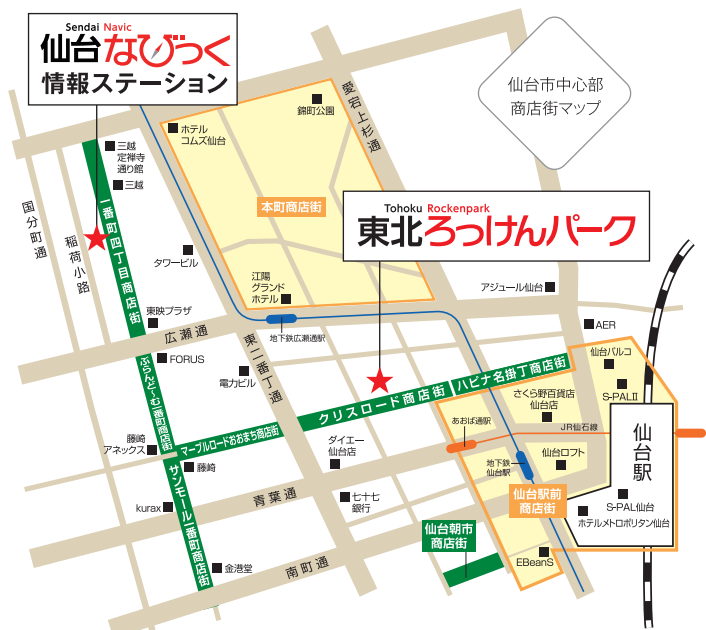 Sendai Navic
仙台なびっく
情報ステーション
仙台市中心部
商店街マップ
愛宕上杉通
錦町公園
ホテル
コムズ仙台
三越
定禅寺
通り館
三越
国分町通
稲荷小路
一番町四丁目商店街
本町商店街
Tohoku Rockenpark
東北ろっけんパーク
タワービル
江陽
グランド
ホテル
アジュール仙台
東映プラザ
広瀬通
地下鉄広瀬通駅
東二番丁通
AER
仙台パルコ
FORUS
電力ビル
ぶらんど〜む一番町商店街
S-PALII
ハピナ名掛丁商店街
クリスロード商店街
さくら野百貨店
仙台店
あおば通駅
JR仙石線
仙台駅
マーブルロードおおまち商店街
藤崎
アネックス
ダイエー
仙台店
藤崎
地下鉄
仙台駅
仙台ロフト
サンモール一番町商店街
青葉通
七十七
銀行
仙台駅前
商店街
S-PAL仙台
kurax
ホテルメトロポリタン仙台
仙台朝市
商店街
EBeanS
金港堂
南町通